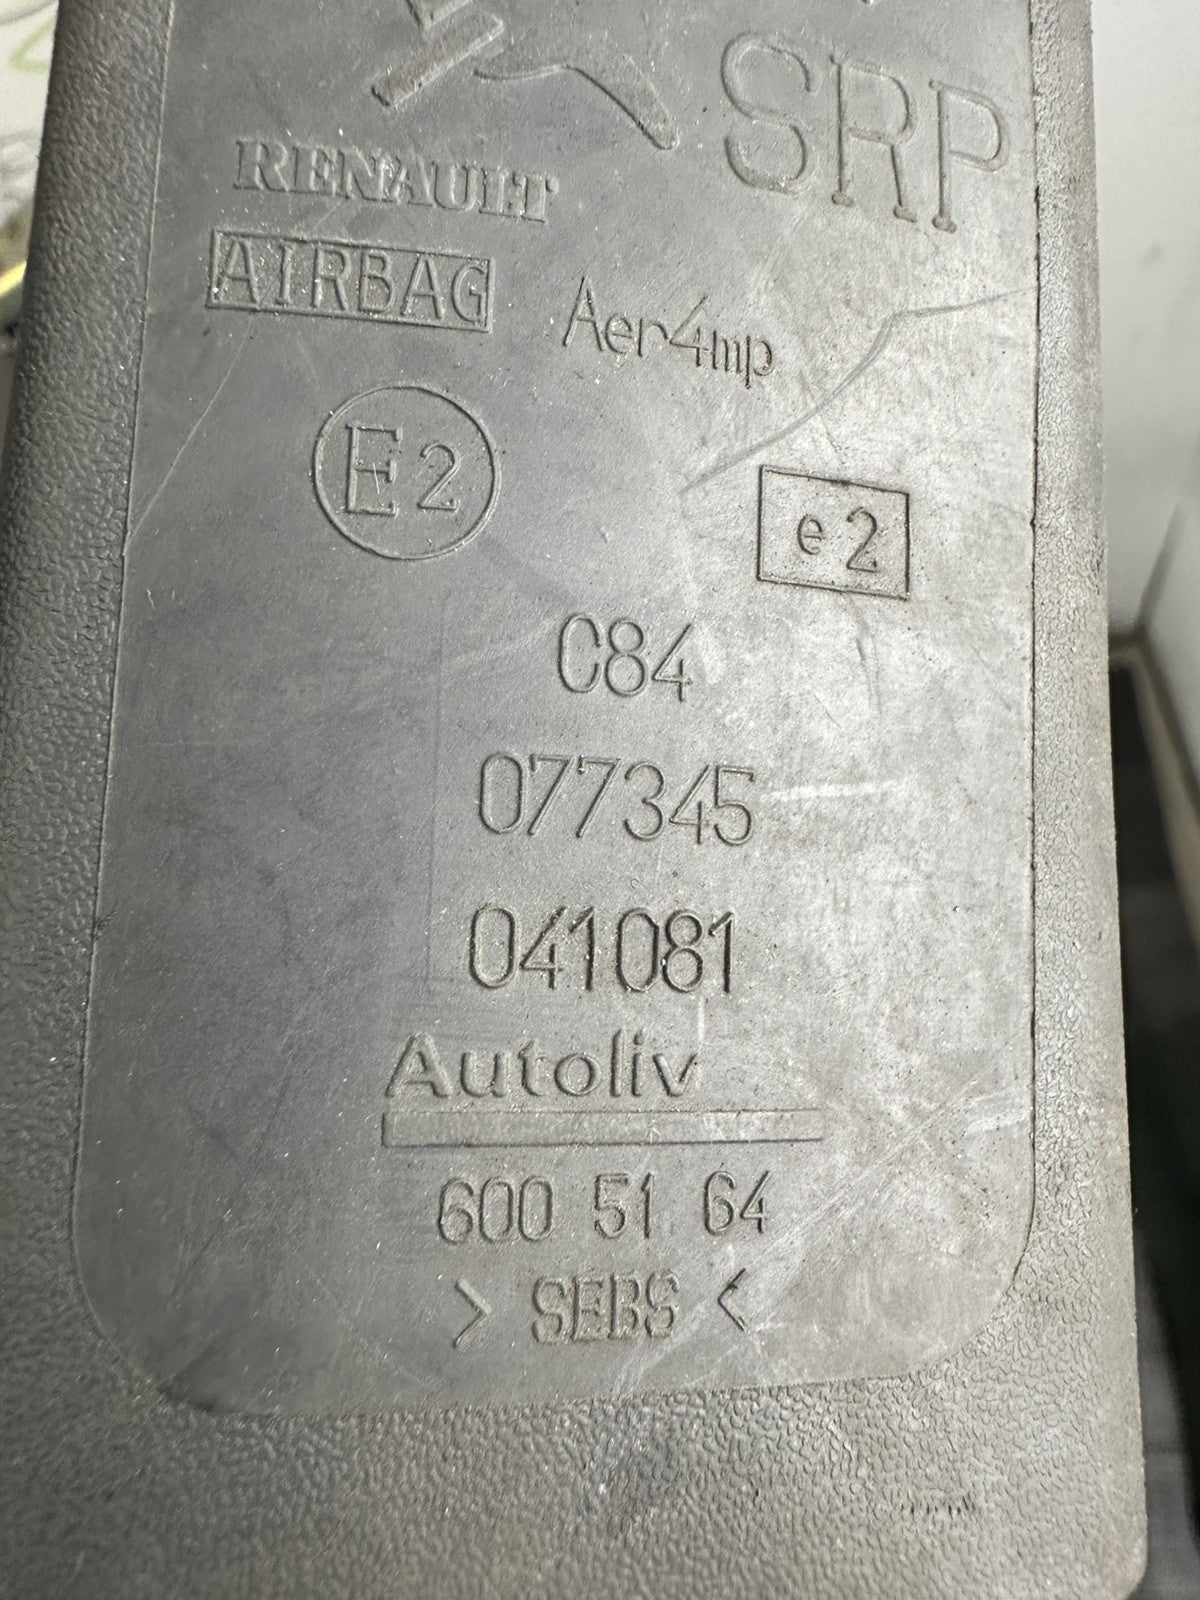 SRP
RENAULT
AIRBAG
Aer4mp
E2
e2
C84
077345
041081
Autoliv
600 51 64
> SEBS <